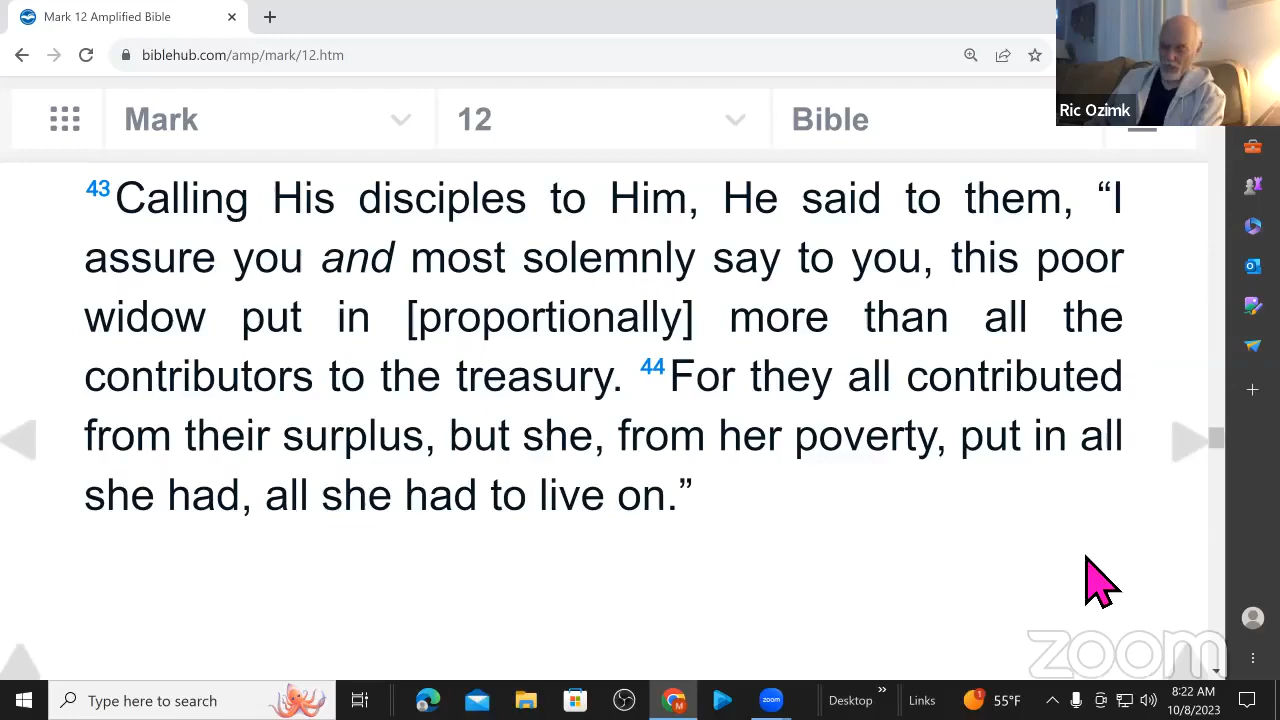 Mark 12 Amplified Bible
biblehub.com/amp/mark/12.htm
Ric Ozimk
Mark 12 Bible
43 Calling His disciples to Him, He said to them, “I
assure you and most solemnly say to you, this poor
widow put in [proportionally] more than all the
contributors to the treasury. 44 For they all contributed
from their surplus, but she, from her poverty, put in all
she had, all she had to live on.”
zoom
Type here to search
zoom
Desktop
Links
1
55°F
8:22 AM
10/8/2023